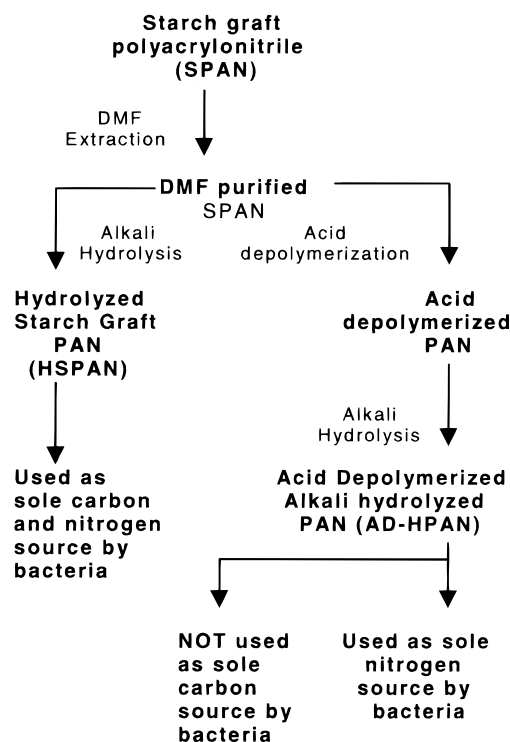 Starch graft
polyacrylonitrile
(SPAN)
DMF
Extraction
DMF purified
SPAN
Alkali
Hydrolysis
Acid
depolymerization
Hydrolyzed
Starch Graft
PAN
(HSPAN)
Acid
depolymerized
PAN
Alkali
Hydrolysis
Used as
sole carbon
and nitrogen
source by
bacteria
Acid Depolymerized
Alkali hydrolyzed
PAN (AD-HPAN)
NOT used
as sole
carbon
source by
bacteria
Used as sole
nitrogen
source by
bacteria